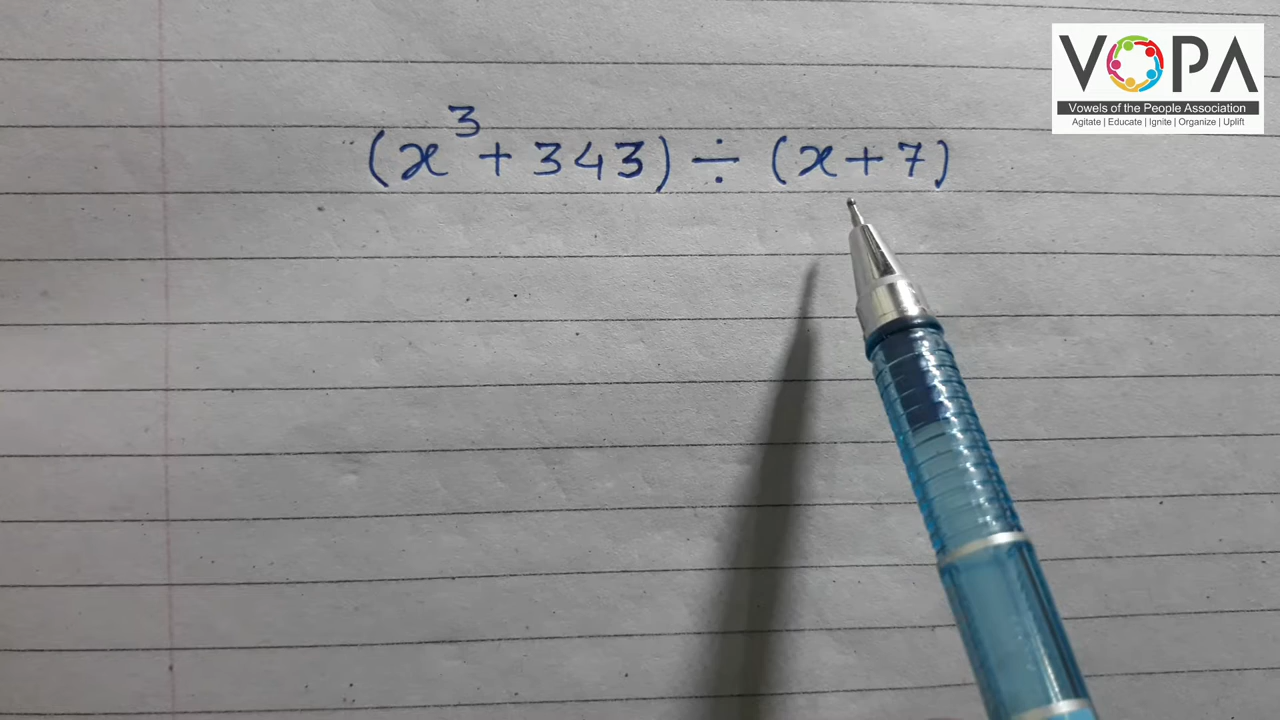 VOPA
Vowels of the People Association
Agitate | Educate | Ignite | Organize | Uplift
(x³ + 343) ÷ (x + 7)